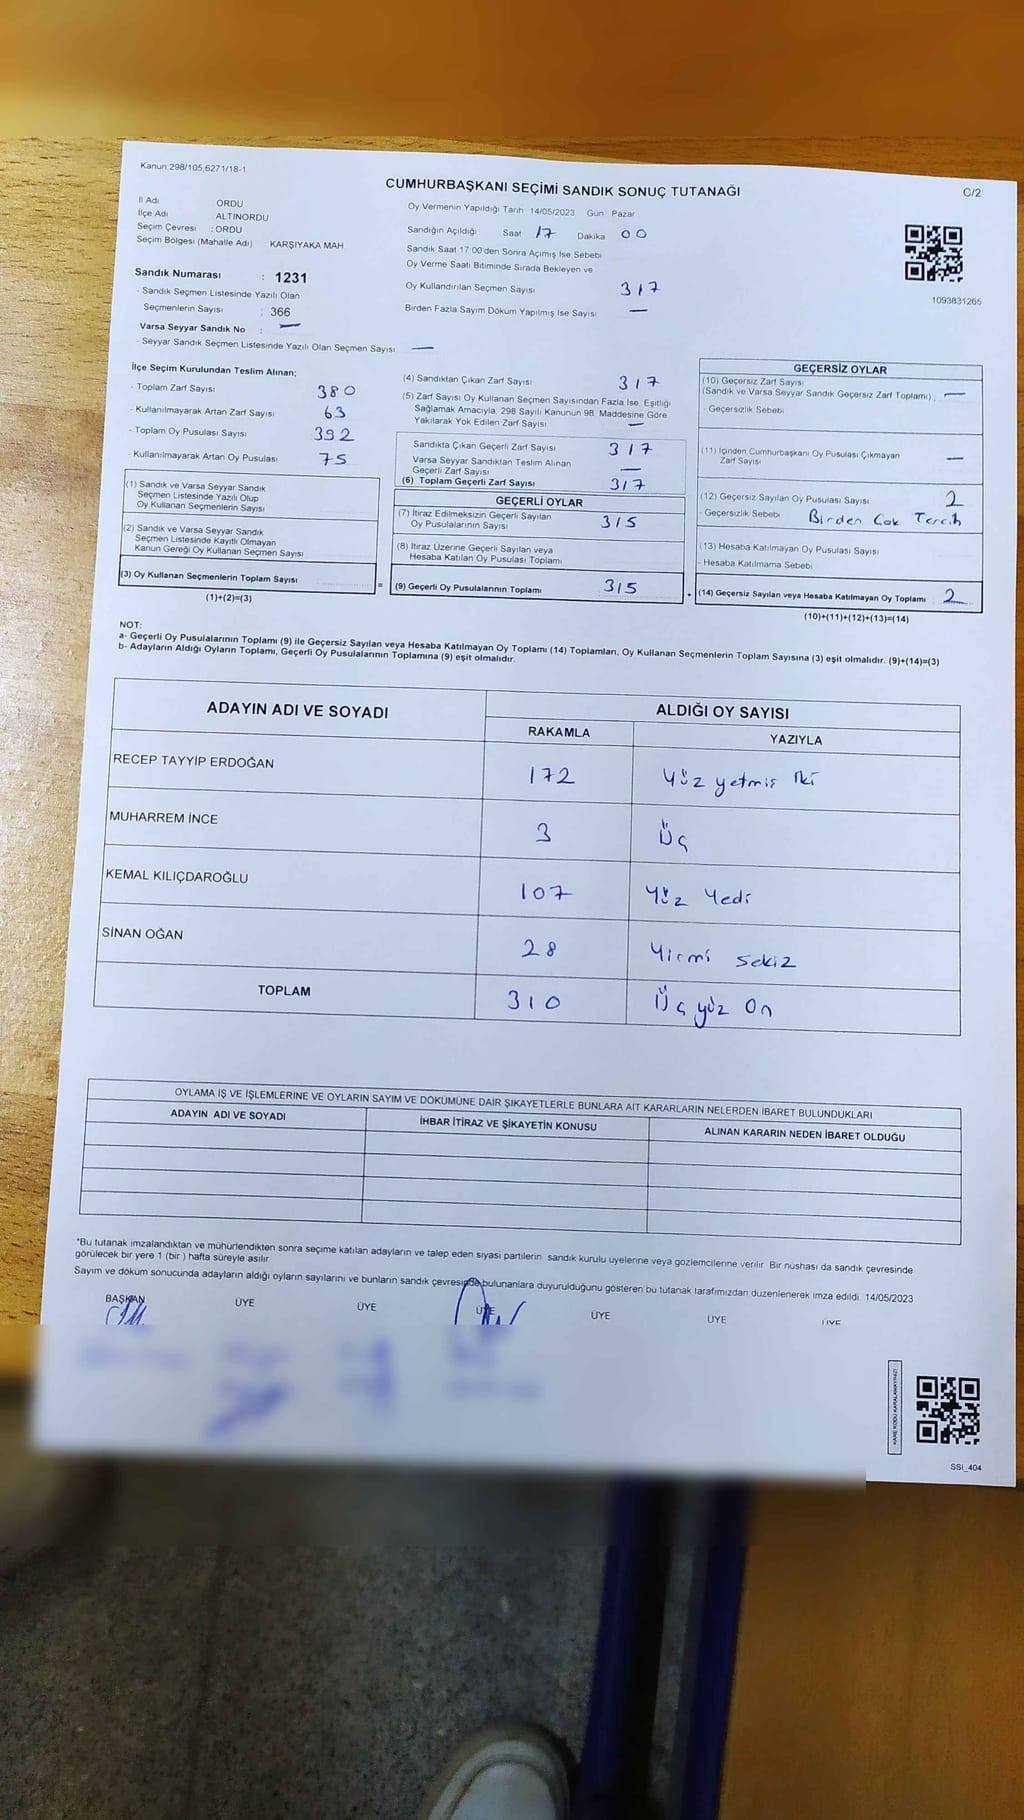 Kanun:298/105,6271/18-1
CUMHURBAŞKANI SEÇİMİ SANDIK SONUÇ TUTANAĞI
C/2
İl Adı ORDU
İlçe Adı ALTINORDU
Seçim Çevresi : ORDU
Seçim Bölgesi (Mahalle Adı) KARŞIYAKA MAH
Oy Vermenin Yapıldığı Tarih 14/05/2023 Gün Pazar
Sandığın Açıldığı Saat 17 Dakika 00
Sandık Saat 17:00'den Sonra Açımış İse Sebebi
Oy Verme Saati Bitiminde Sırada Bekleyen ve
Oy Kullandırılan Seçmen Sayısı 317
Birden Fazla Sayım Döküm Yapılmış İse Sayısı —
1093831265
Sandık Numarası : 1231
- Sandık Seçmen Listesinde Yazılı Olan
Seçmenlerin Sayısı : 366
Varsa Seyyar Sandık No : —
- Seyyar Sandık Seçmen Listesinde Yazılı Olan Seçmen Sayısı —
İlçe Seçim Kurulundan Teslim Alınan;
- Toplam Zarf Sayısı 380
- Kullanılmayarak Artan Zarf Sayısı 63
- Toplam Oy Pusulası Sayısı 392
- Kullanılmayarak Artan Oy Pusulası 75
(1) Sandık ve Varsa Seyyar Sandık
Seçmen Listesinde Yazılı Olup
Oy Kullanan Seçmenlerin Sayısı
(2) Sandık ve Varsa Seyyar Sandık
Seçmen Listesinde Kayıtlı Olmayan
Kanun Gereği Oy Kullanan Seçmen Sayısı
(3) Oy Kullanan Seçmenlerin Toplam Sayısı =
(1)+(2)=(3)
(4) Sandıktan Çıkan Zarf Sayısı 317
(5) Zarf Sayısı Oy Kullanan Seçmen Sayısından Fazla İse, Eşitliği
Sağlamak Amacıyla, 298 Sayılı Kanunun 98. Maddesine Göre
Yakılarak Yok Edilen Zarf Sayısı —
Sandıkta Çıkan Geçerli Zarf Sayısı 317
Varsa Seyyar Sandıktan Teslim Alınan
Geçerli Zarf Sayısı —
(6) Toplam Geçerli Zarf Sayısı 317
GEÇERLİ OYLAR
(7) İtiraz Edilmeksizin Geçerli Sayılan
Oy Pusulalarının Sayısı 315
(8) İtiraz Üzerine Geçerli Sayılan veya
Hesaba Katılan Oy Pusulası Toplamı
(9) Geçerli Oy Pusulalarının Toplamı 315 +
GEÇERSİZ OYLAR
(10) Geçersiz Zarf Sayısı
(Sandık ve Varsa Seyyar Sandık Geçersiz Zarf Toplamı) : —
- Geçersizlik Sebebi
(11) İçinden Cumhurbaşkanı Oy Pusulası Çıkmayan
Zarf Sayısı —
(12) Geçersiz Sayılan Oy Pusulası Sayısı 2
- Geçersizlik Sebebi Birden Çok Tercih
(13) Hesaba Katılmayan Oy Pusulası Sayısı
- Hesaba Katılmama Sebebi
(14) Geçersiz Sayılan veya Hesaba Katılmayan Oy Toplamı : 2
(10)+(11)+(12)+(13)=(14)
NOT:
a- Geçerli Oy Pusulalarının Toplamı (9) ile Geçersiz Sayılan veya Hesaba Katılmayan Oy Toplamı (14) Toplamları, Oy Kullanan Seçmenlerin Toplam Sayısına (3) eşit olmalıdır. (9)+(14)=(3)
b- Adayların Aldığı Oyların Toplamı, Geçerli Oy Pusulalarının Toplamına (9) eşit olmalıdır.
ADAYIN ADI VE SOYADI ALDIĞI OY SAYISI
RAKAMLA YAZIYLA
RECEP TAYYİP ERDOĞAN 172 Yüz yetmiş iki
MUHARREM İNCE 3 Üç
KEMAL KILIÇDAROĞLU 107 Yüz Yedi
SİNAN OĞAN 28 Yirmi Sekiz
TOPLAM 310 Üç yüz On
OYLAMA İŞ VE İŞLEMLERİNE VE OYLARIN SAYIM VE DÖKÜMÜNE DAİR ŞİKAYETLERLE BUNLARA AİT KARARLARIN NELERDEN İBARET BULUNDUKLARI
ADAYIN ADI VE SOYADI İHBAR İTİRAZ VE ŞİKAYETİN KONUSU ALINAN KARARIN NEDEN İBARET OLDUĞU
*Bu tutanak imzalandıktan ve mühürlendikten sonra seçime katılan adayların ve talep eden siyasi partilerin sandık kurulu üyelerine veya gözlemcilerine verilir. Bir nüshası da sandık çevresinde
görülecek bir yere 1 (bir) hafta süreyle asılır
Sayım ve döküm sonucunda adayların aldığı oyların sayılarını ve bunların sandık çevresinde bulunanlara duyurulduğunu gösteren bu tutanak tarafımızdan düzenlenerek imza edildi. 14/05/2023
BAŞKAN ÜYE ÜYE ÜYE ÜYE ÜYE ÜYE
KARE KODU KARALAMAYINIZ!
SSI_404